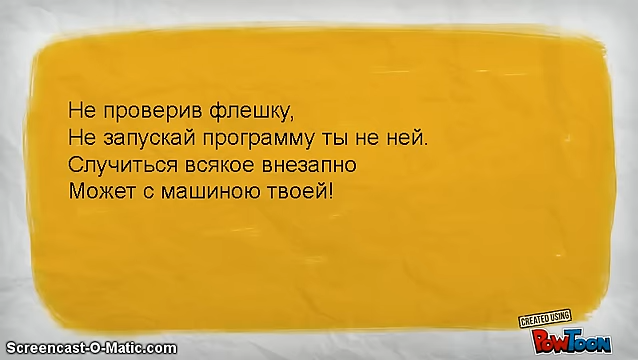 Не проверив флешку,
Не запускай программу ты не ней.
Случиться всякое внезапно
Может с машиною твоей!
CREATED USING
POWTOON
Screencast-O-Matic.com